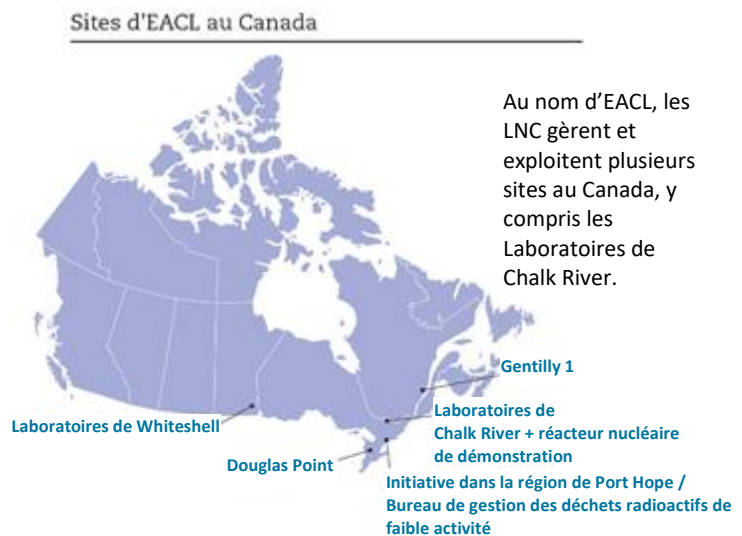 Sites d'EACL au Canada
Au nom d’EACL, les
LNC gèrent et
exploitent plusieurs
sites au Canada, y
compris les
Laboratoires de
Chalk River.
Gentilly 1
Laboratoires de
Chalk River + réacteur nucléaire
de démonstration
Laboratoires de Whiteshell
Douglas Point
Initiative dans la région de Port Hope /
Bureau de gestion des déchets radioactifs de
faible activité